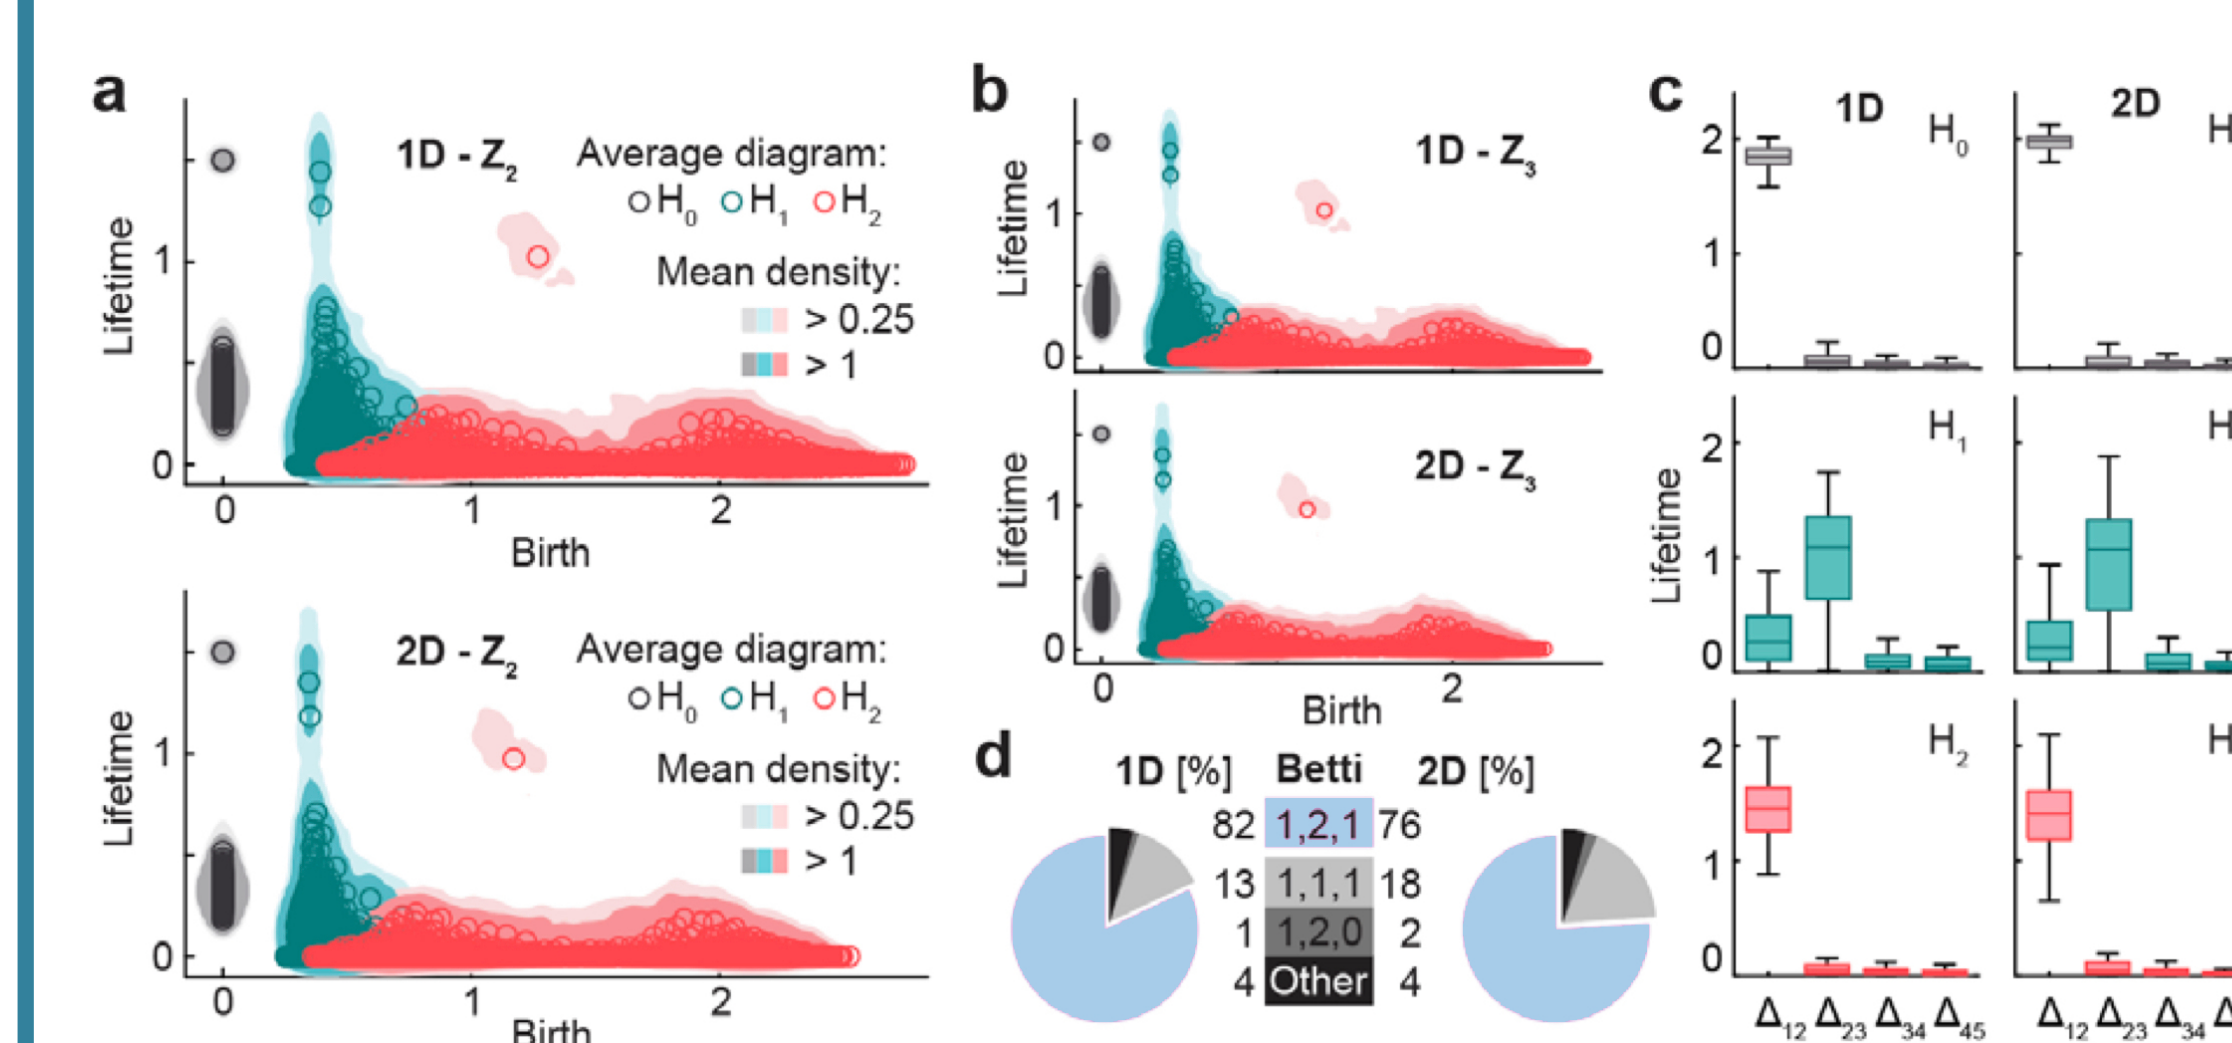 a
1D - Z2
Average diagram:
H0 H1 H2
Mean density:
> 0.25
> 1
Lifetime
1
0
0 1 2
Birth
2D - Z2
Average diagram:
H0 H1 H2
Mean density:
> 0.25
> 1
Lifetime
1
0
0 1 2
Birth
b
1D - Z3
Lifetime
1
0
2D - Z3
Lifetime
1
0
0 2
Birth
c
1D 2D
H0 H
2
1
0
H1 H
Lifetime
2
1
0
H2 H
2
1
0
Δ12 Δ23 Δ34 Δ45 Δ12 Δ23 Δ34 Δ
d
1D [%] Betti 2D [%]
82 1,2,1 76
13 1,1,1 18
1 1,2,0 2
4 Other 4